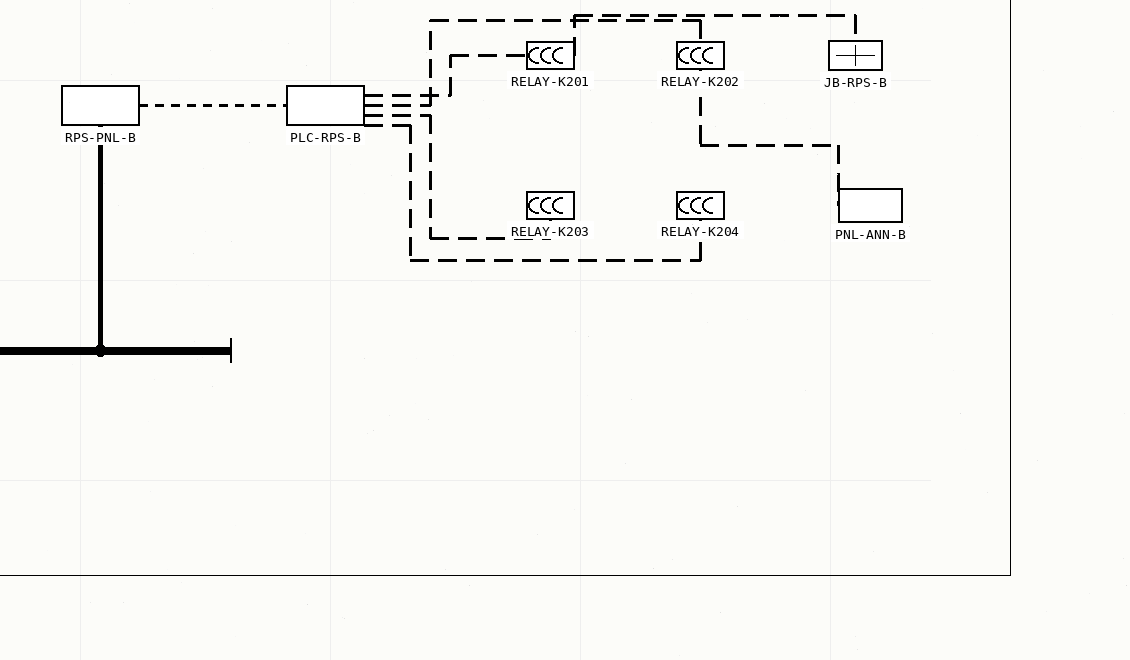 RELAY-K201
RELAY-K202
JB-RPS-B
RPS-PNL-B
PLC-RPS-B
RELAY-K203
RELAY-K204
PNL-ANN-B